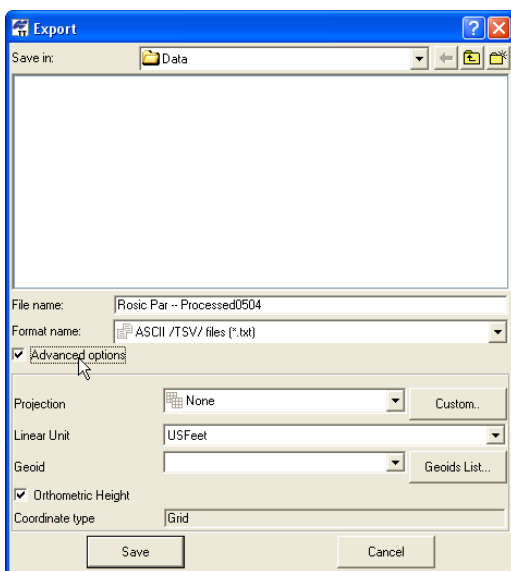 Export
Save in: Data
File name: Rosic Par -- Processed0504
Format name: ASCII /TSV/ files (*.txt)
Advanced options
Projection None Custom..
Linear Unit USFeet
Geoid Geoids List...
Orthometric Height
Coordinate type Grid
Save Cancel